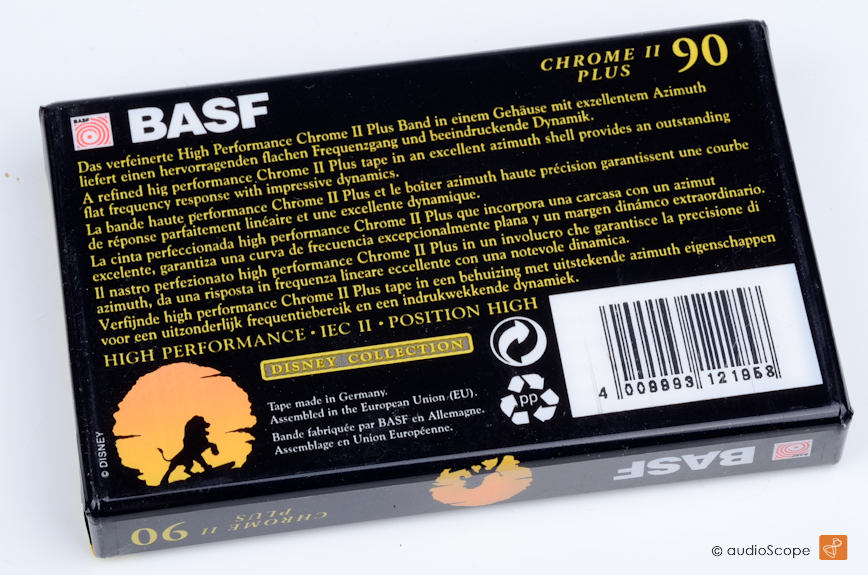 BASF
CHROME II
PLUS
90
BASF
Das verfeinerte High Performance Chrome II Plus Band in einem Gehäuse mit exzellentem Azimuth
liefert einen hervorragenden flachen Frequenzgang und beeindruckende Dynamik.
A refined hig performance Chrome II Plus tape in an excellent azimuth shell provides an outstanding
flat frequency response with impressive dynamics.
La bande haute performance Chrome II Plus et le boîtier azimuth haute précision garantissent une courbe
de réponse parfaitement linéaire et une excellente dynamique.
La cinta perfeccionada high performance Chrome II Plus que incorpora una carcasa con un azimut
excelente, garantiza una curva de frecuencia excepcionalmente plana y un margen dinámco extraordinario.
Il nastro perfezionato high performance Chrome II Plus in un involucro che garantisce la precisione di
azimuth, da una risposta in frequenza lineare eccellente con una notevole dinamica.
Verfijnde high performance Chrome II Plus tape in een behuizing met uitstekende azimuth eigenschappen
voor een uitzonderlijk frequentiebereik en een indrukwekkende dynamiek.
HIGH PERFORMANCE · IEC II · POSITION HIGH
DISNEY COLLECTION
Tape made in Germany.
Assembled in the European Union (EU).
Bande fabriquée par BASF en Allemagne.
Assemblage en Union Européenne.
PP
4 009993 121958
© DISNEY
90
CHROME II
PLUS
BASF
© audioScope